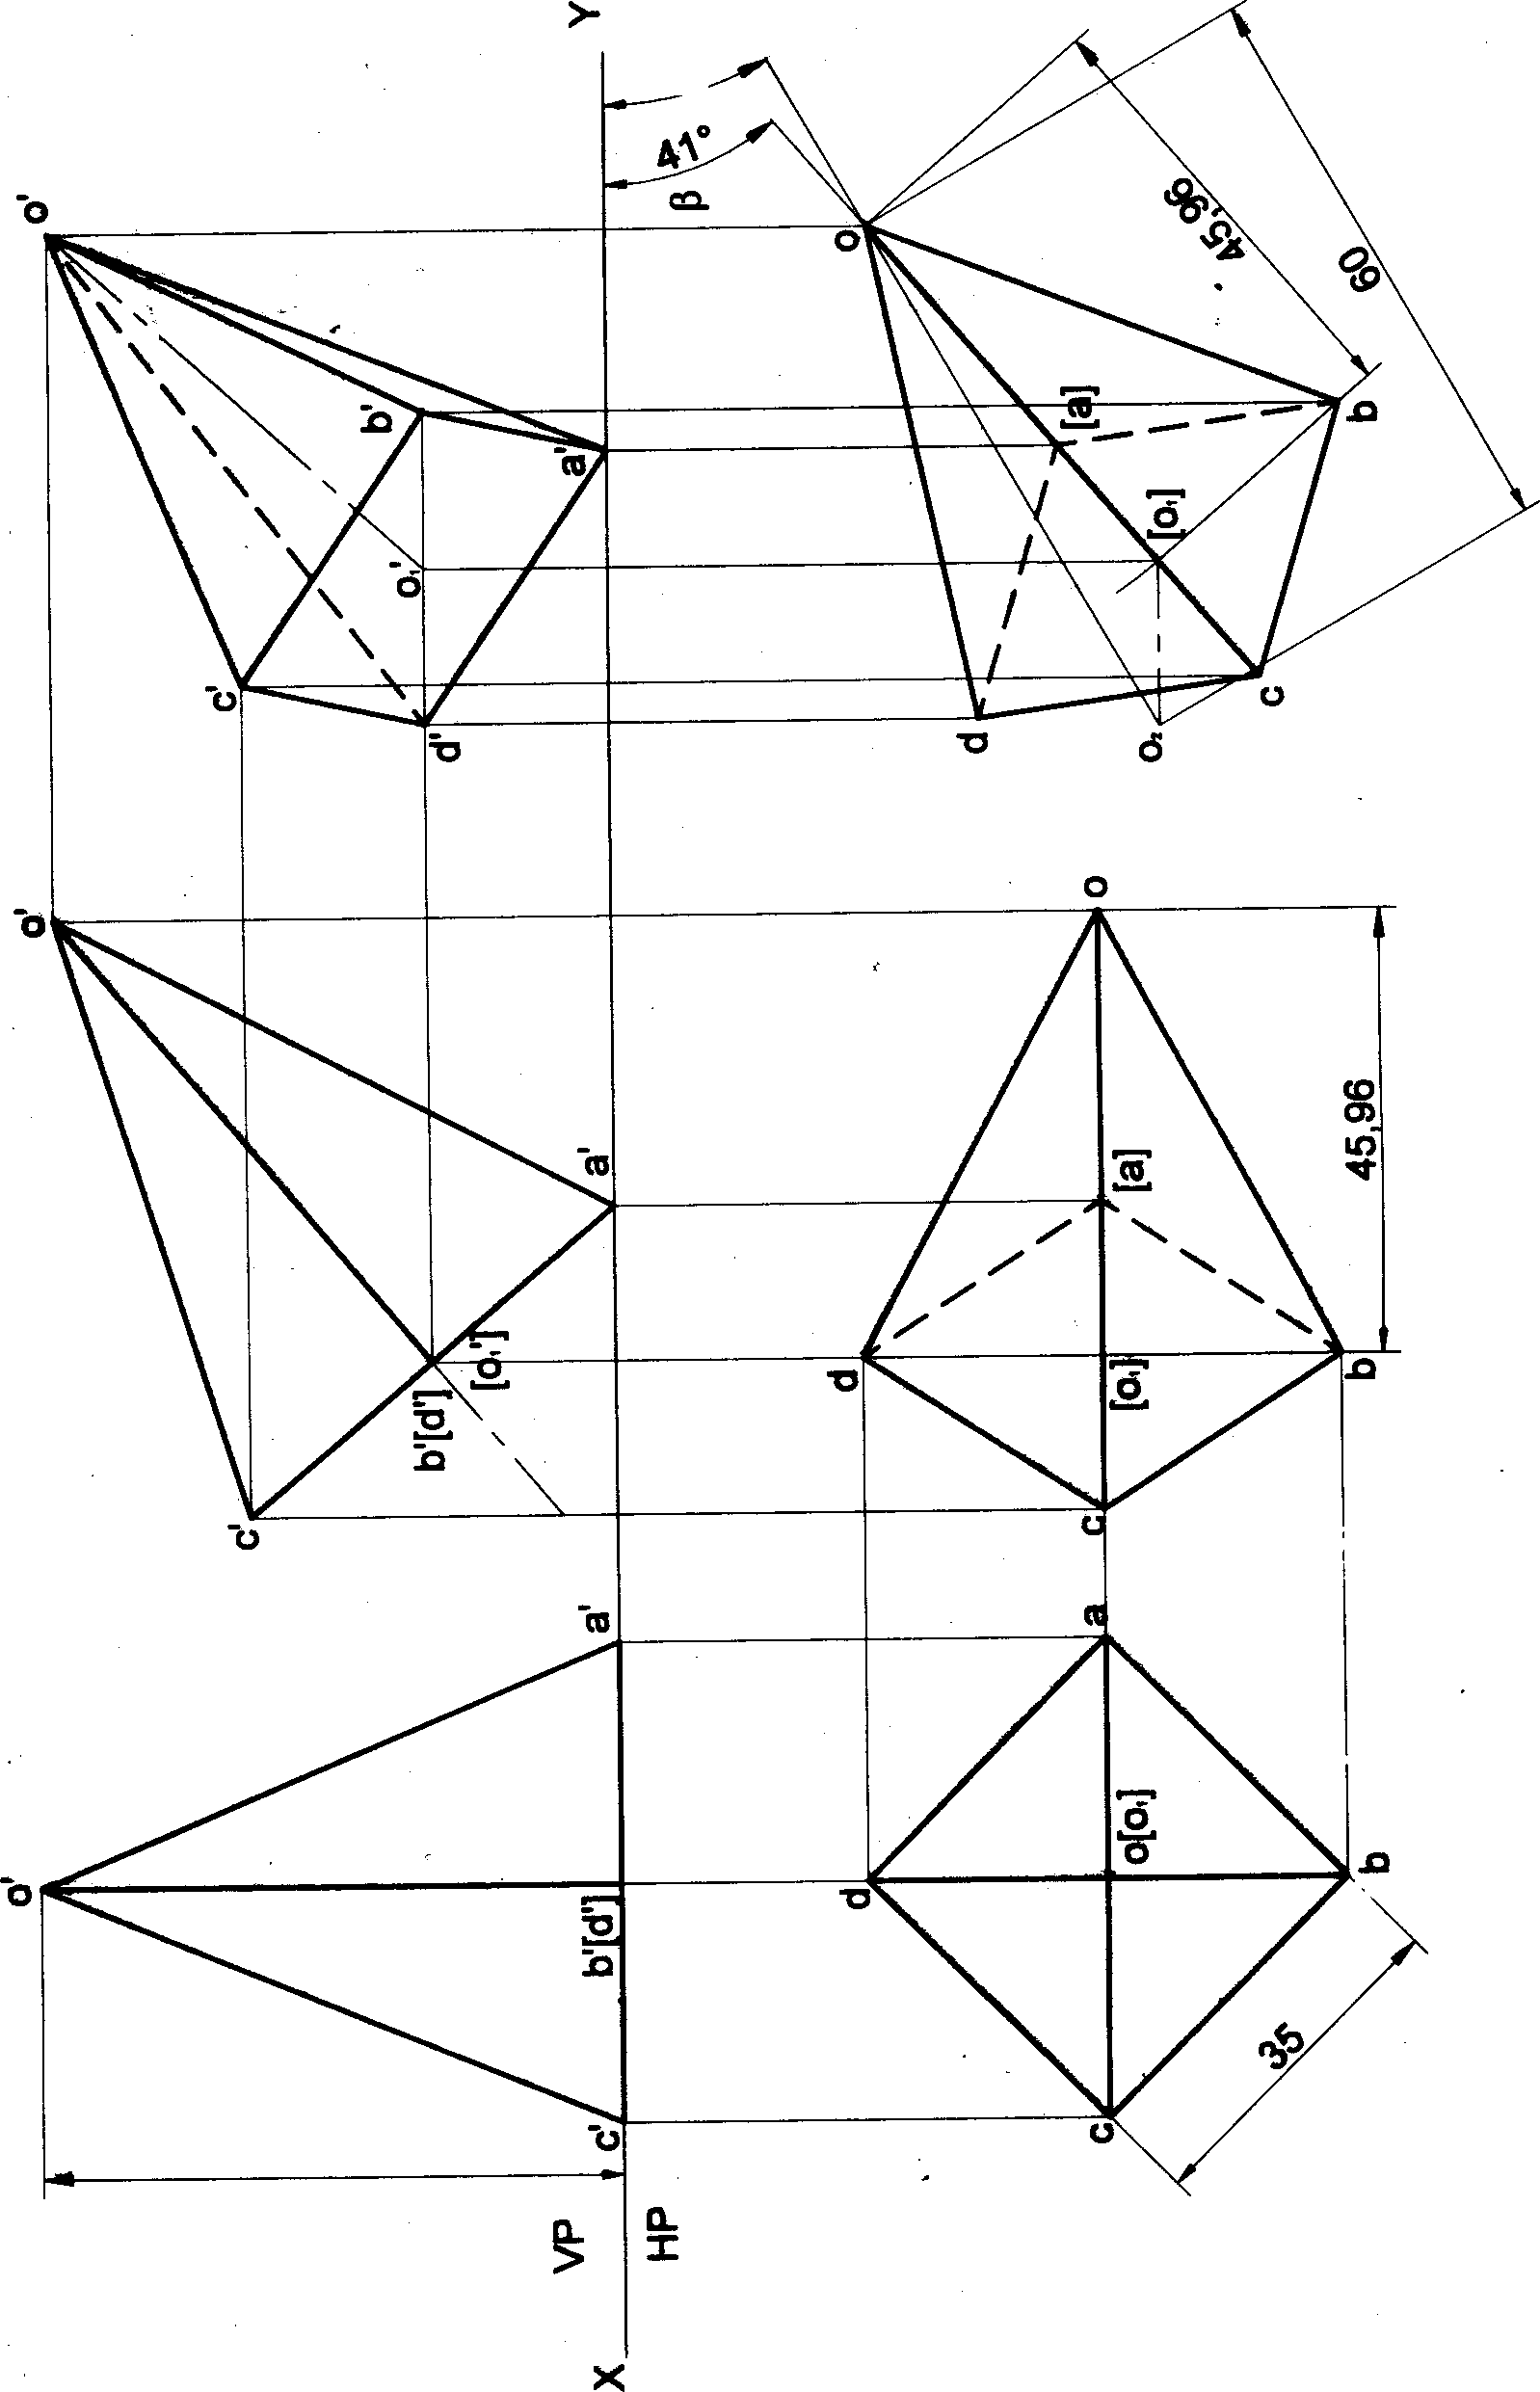 o'
o'
o'
c'
b'
o₁'
d'
a'
c'
b'[d']
[o₁']
a'
b'[d']
c'
a'
X
VP
HP
Y
β
41°
d
o[o₁]
a
c
b
35
d
[o₁]
[a]
o
c
b
45,96
o
[a]
[o₁]
d
o₂
c
b
45,96
60